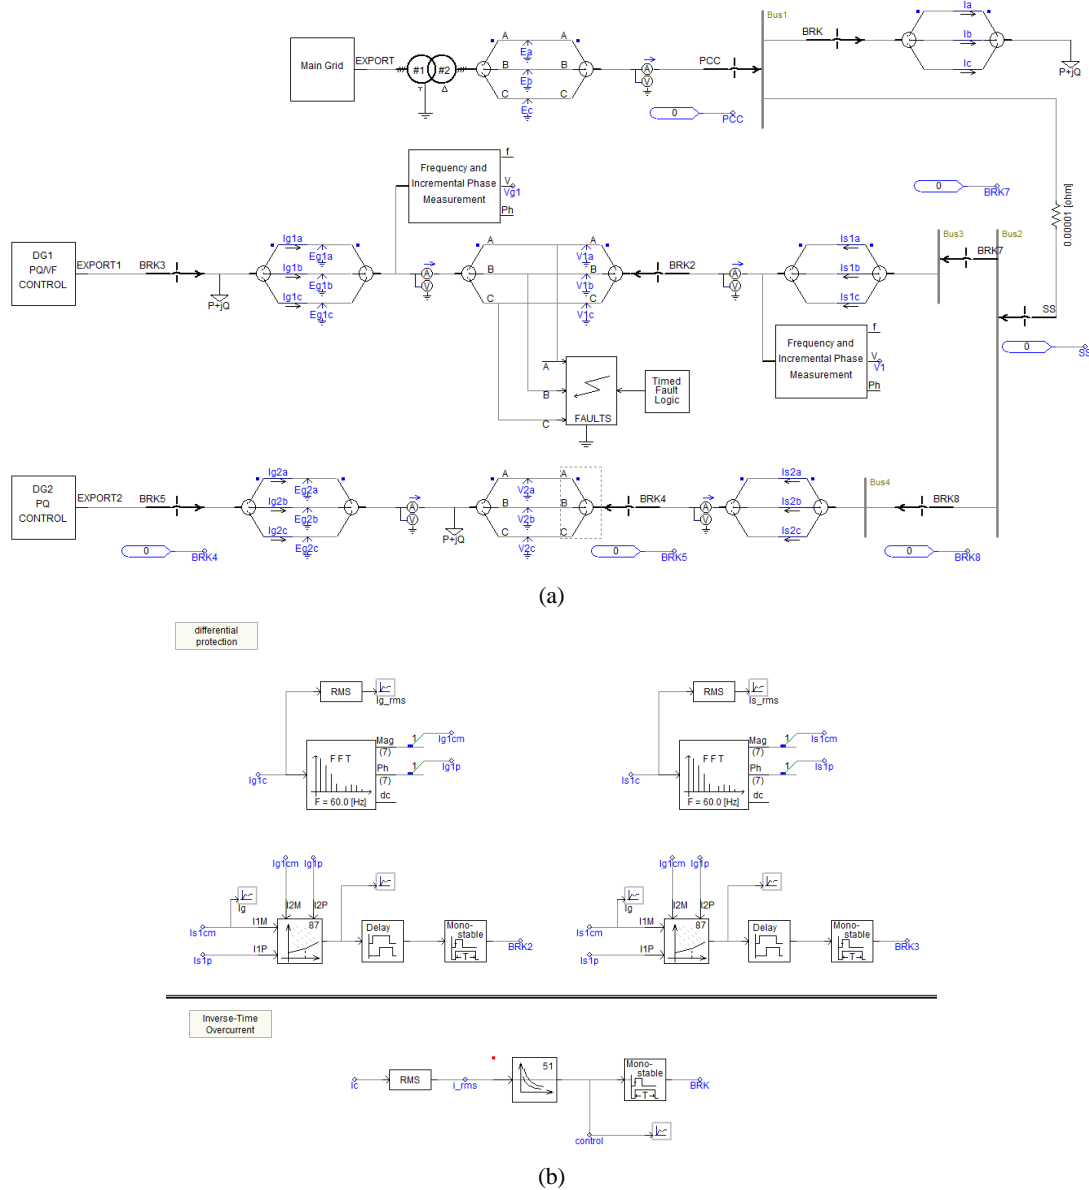 Main Grid
EXPORT
#1
#2
A
B
C
Ea
Eb
Ec
A
B
C
A
V
PCC
0
PCC
Bus1
BRK
Ia
Ib
Ic
P+jQ
Frequency and
Incremental Phase
Measurement
f
V
Vg1
Ph
0
BRK7
0.00001 [ohm]
DG1
PQ/VF
CONTROL
EXPORT1
BRK3
P+jQ
Ig1a
Ig1b
Ig1c
Eg1a
Eg1b
Eg1c
A
V
A
B
C
A
B
C
V1a
V1b
V1c
BRK2
A
V
Is1a
Is1b
Is1c
Bus3
BRK7
Bus2
SS
0
SS
Frequency and
Incremental Phase
Measurement
f
V
V1
Ph
A
B
C
FAULTS
Timed
Fault
Logic
DG2
PQ
CONTROL
EXPORT2
BRK5
Ig2a
Ig2b
Ig2c
Eg2a
Eg2b
Eg2c
A
V
P+jQ
A
B
C
V2a
V2b
V2c
A
B
C
BRK4
A
V
Is2a
Is2b
Is2c
Bus4
BRK8
0
BRK4
0
BRK5
0
BRK8
(a)
differential
protection
RMS
Ig_rms
Ig1c
F F T
F = 60.0 [Hz]
Mag
(7)
Ph
(7)
dc
1
Ig1cm
1
Ig1p
RMS
Is_rms
Is1c
F F T
F = 60.0 [Hz]
Mag
(7)
Ph
(7)
dc
1
Is1cm
1
Is1p
Ig1cm
Ig1p
Ig
I2M
I2P
Is1cm
I1M
Is1p
I1P
87
Delay
Mono-
stable
T
BRK2
Ig1cm
Ig1p
Ig
I2M
I2P
Is1cm
I1M
Is1p
I1P
87
Delay
Mono-
stable
T
BRK3
Inverse-Time
Overcurrent
Ic
RMS
i_rms
51
control
Mono-
stable
T
BRK
(b)